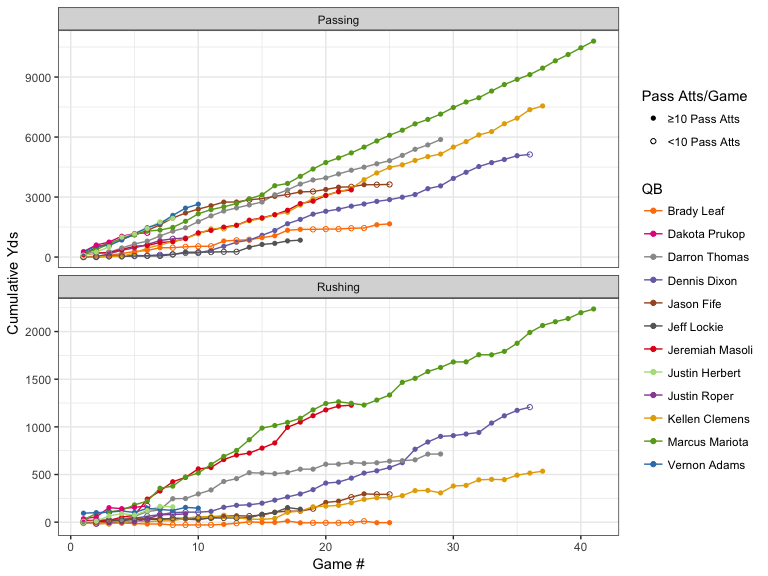 Passing
9000
6000
3000
0
Rushing
2000
1500
1000
500
0
0
10
20
30
40
Game #
Cumulative Yds
Pass Atts/Game
≥10 Pass Atts
<10 Pass Atts
QB
Brady Leaf
Dakota Prukop
Darron Thomas
Dennis Dixon
Jason Fife
Jeff Lockie
Jeremiah Masoli
Justin Herbert
Justin Roper
Kellen Clemens
Marcus Mariota
Vernon Adams